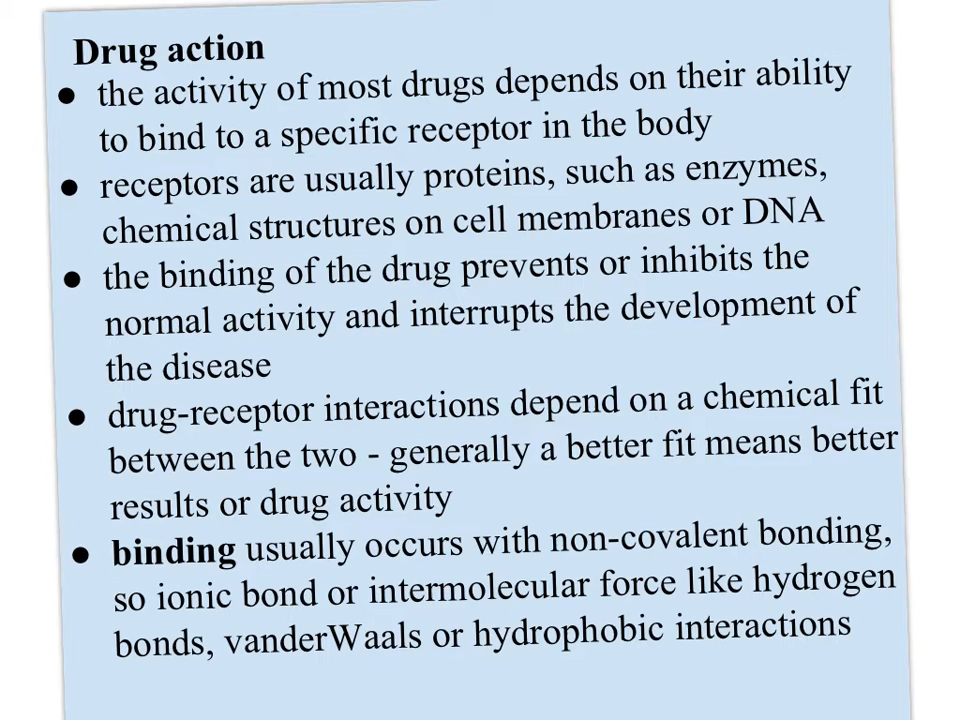 Drug action
● the activity of most drugs depends on their ability
to bind to a specific receptor in the body
● receptors are usually proteins, such as enzymes,
chemical structures on cell membranes or DNA
● the binding of the drug prevents or inhibits the
normal activity and interrupts the development of
the disease
● drug-receptor interactions depend on a chemical fit
between the two - generally a better fit means better
results or drug activity
● binding usually occurs with non-covalent bonding,
so ionic bond or intermolecular force like hydrogen
bonds, vanderWaals or hydrophobic interactions